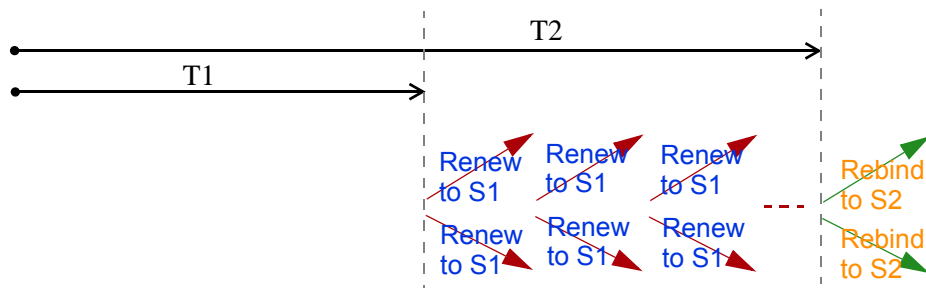 T2
T1
Renew
to S1
Renew
to S1
Renew
to S1
Rebind
to S2
Renew
to S1
Renew
to S1
Renew
to S1
Rebind
to S2